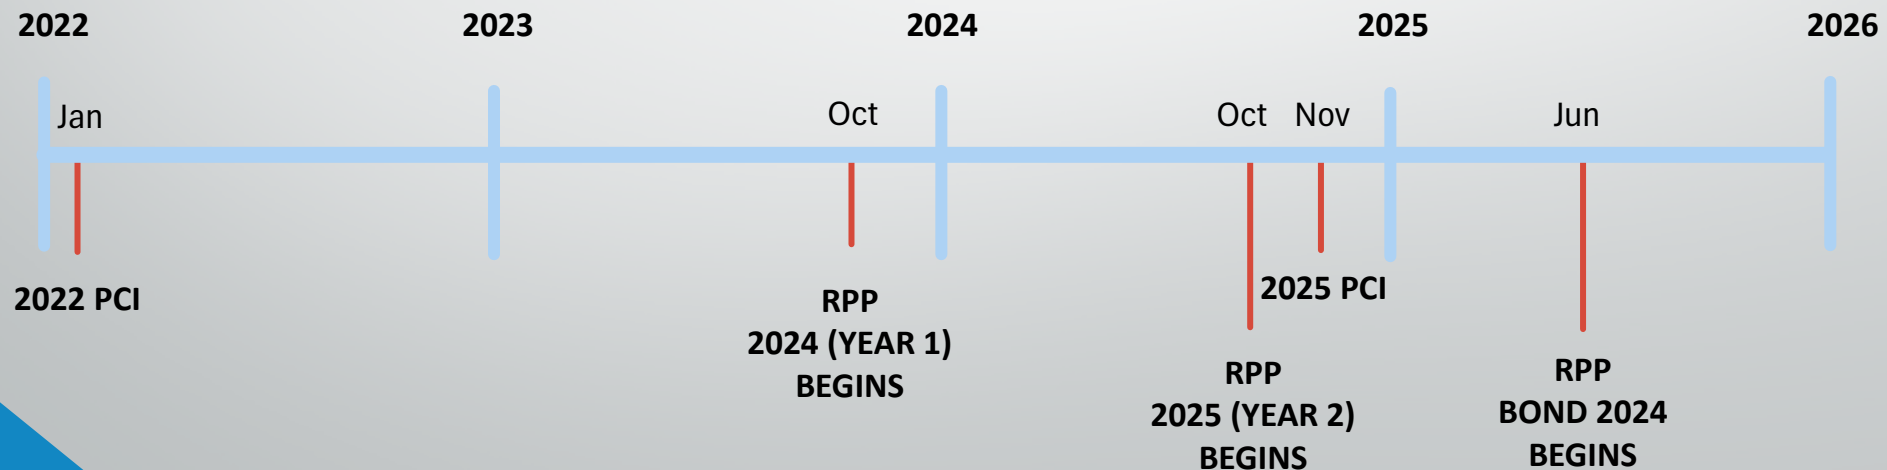 2022
2023
2024
2025
2026
Jan
Oct
Oct
Nov
Jun
2022 PCI
RPP
2024 (YEAR 1)
BEGINS
2025 PCI
RPP
2025 (YEAR 2)
BEGINS
RPP
BOND 2024
BEGINS